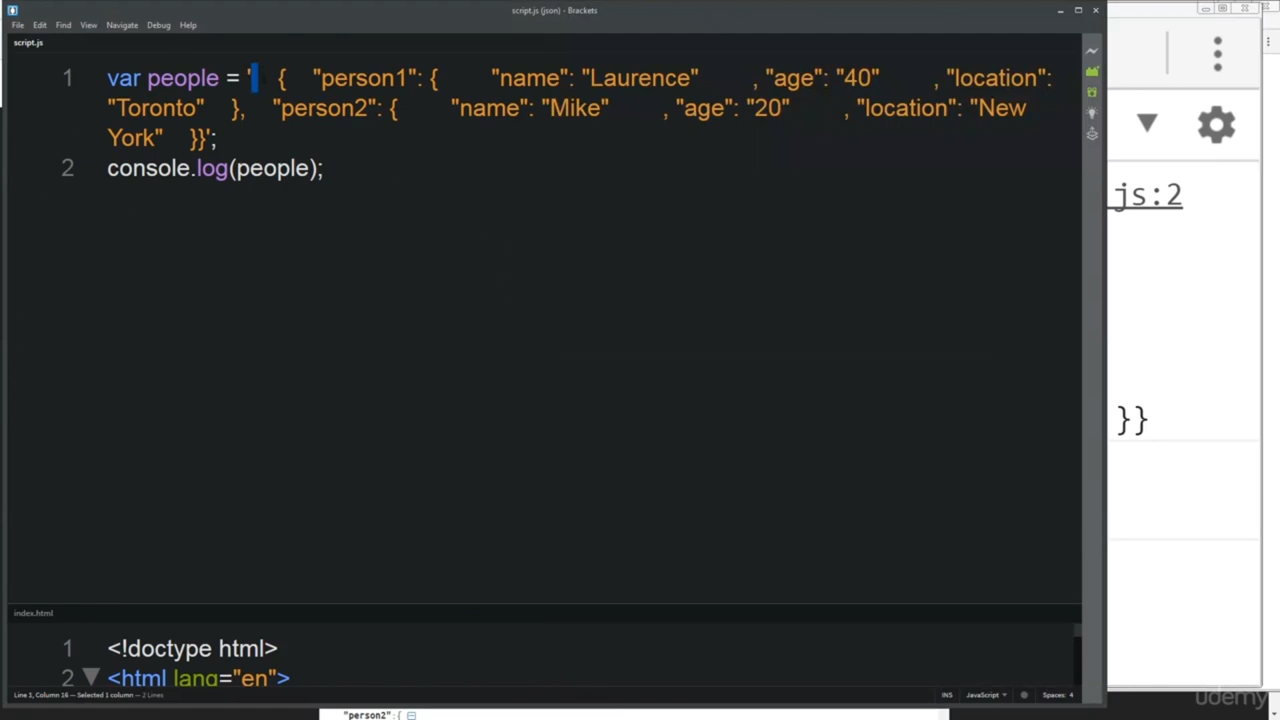 script.js (json) - Brackets
File Edit Find View Navigate Debug Help
script.js
1 var people = ' { "person1": { "name": "Laurence" , "age": "40" , "location":
"Toronto" }, "person2": { "name": "Mike" , "age": "20" , "location": "New
York" }}';
2 console.log(people);
js:2
}}
index.html
1 <!doctype html>
2 <html lang="en">
Line 1, Column 16 — Selected 1 column — 2 Lines INS JavaScript Spaces: 4
udemy
"person2":{